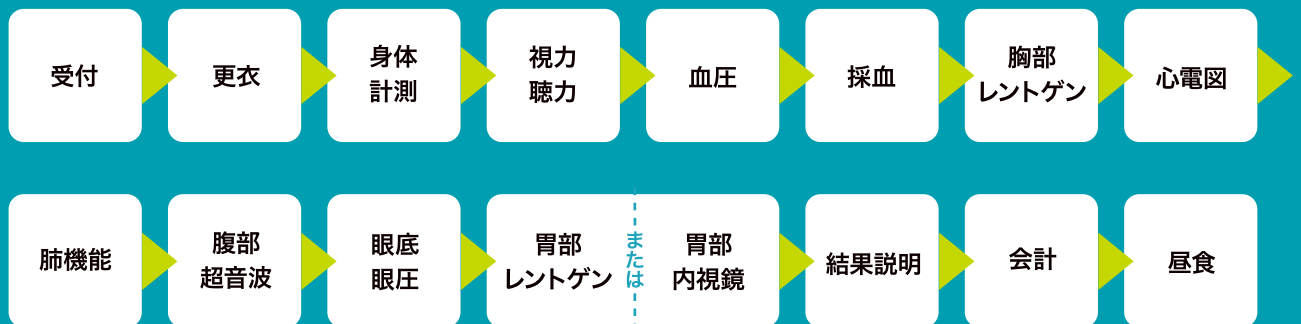 受付
更衣
身体
計測
視力
聴力
血圧
採血
胸部
レントゲン
心電図
肺機能
腹部
超音波
眼底
眼圧
胃部
レントゲン
または
胃部
内視鏡
結果説明
会計
昼食